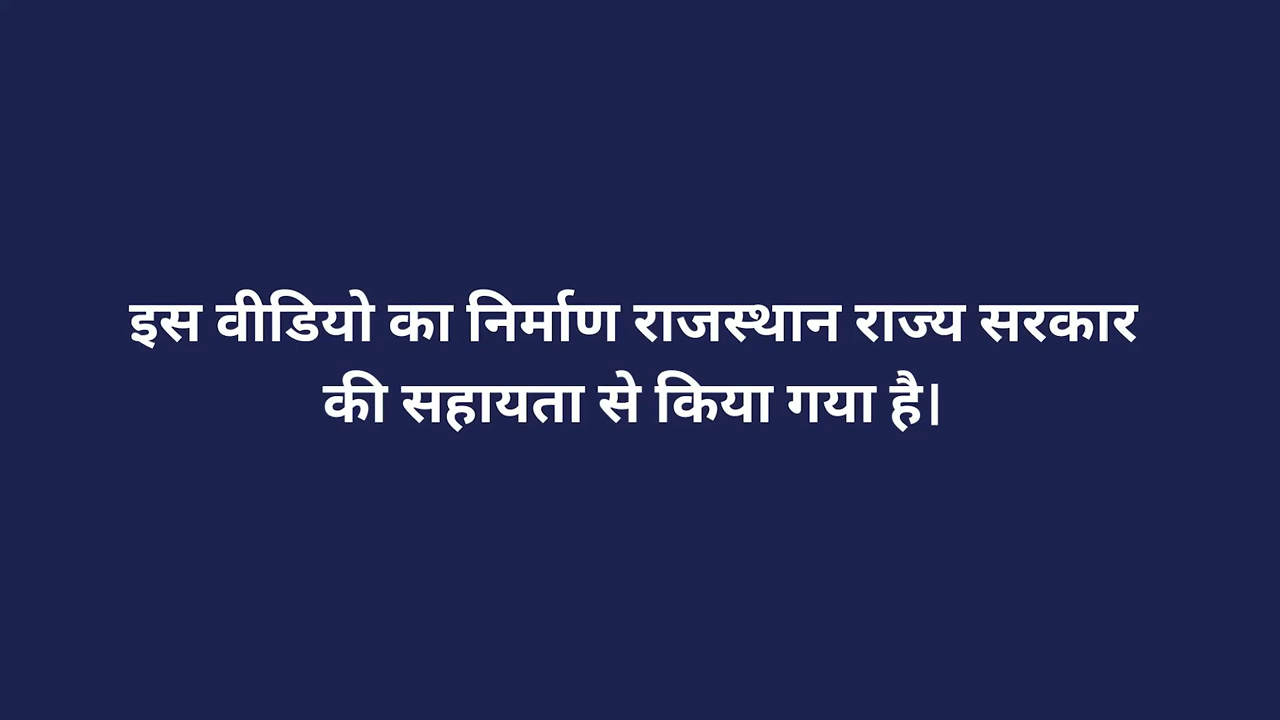 इस वीडियो का निर्माण राजस्थान राज्य सरकार
की सहायता से किया गया है।